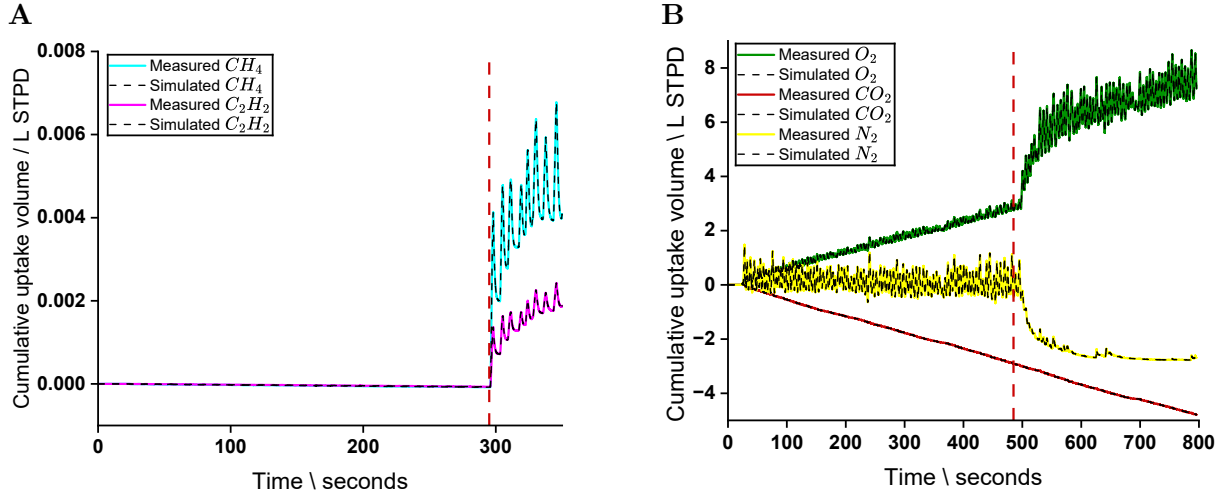 A
Cumulative uptake volume / L STPD
0.008
0.006
0.004
0.002
0.000
Measured CH₄
Simulated CH₄
Measured C₂H₂
Simulated C₂H₂
0 100 200 300
Time \ seconds
B
Cumulative uptake volume \ L STPD
8
6
4
2
0
−2
−4
Measured O₂
Simulated O₂
Measured CO₂
Simulated CO₂
Measured N₂
Simulated N₂
0 100 200 300 400 500 600 700 800
Time \ seconds